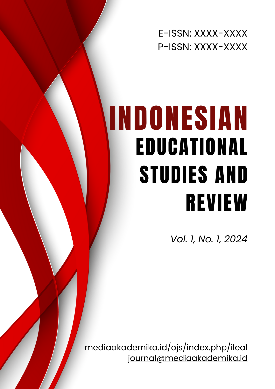 E-ISSN: XXXX-XXXX
P-ISSN: XXXX-XXXX
INDONESIAN
EDUCATIONAL
STUDIES AND
REVIEW
Vol. 1, No. 1, 2024
mediaakademika.id/ojs/index.php/ileal
journal@mediaakademika.id